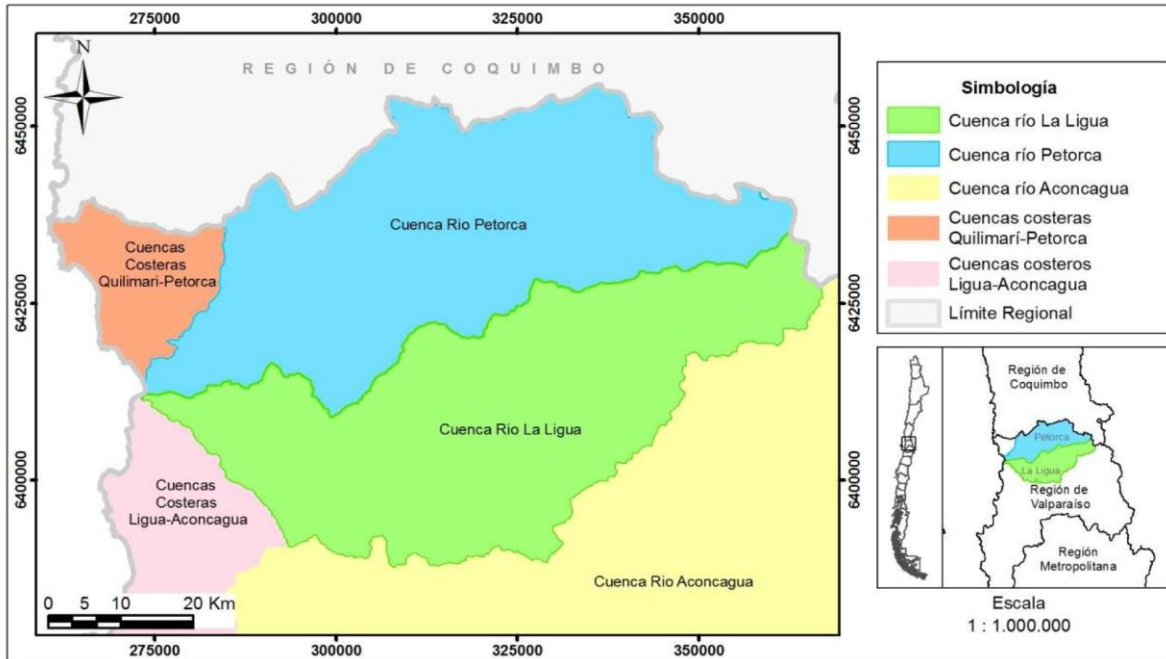 275000 300000 325000 350000
N
REGIÓN DE COQUIMBO
6450000 6450000
6425000 6425000
6400000 6400000
Cuenca Rio Petorca
Cuencas
Costeras
Quilimari-Petorca
Cuenca Rio La Ligua
Cuencas
Costeras
Ligua-Aconcagua
Cuenca Rio Aconcagua
0 5 10 20 Km
275000 300000 325000 350000
Simbología
Cuenca río La Ligua
Cuenca río Petorca
Cuenca río Aconcagua
Cuencas costeras
Quilimarí-Petorca
Cuencas costeros
Ligua-Aconcagua
Límite Regional
Región de
Coquimbo
Petorca
La Ligua
Región de
Valparaíso
Región
Metropolitana
Escala
1 : 1.000.000